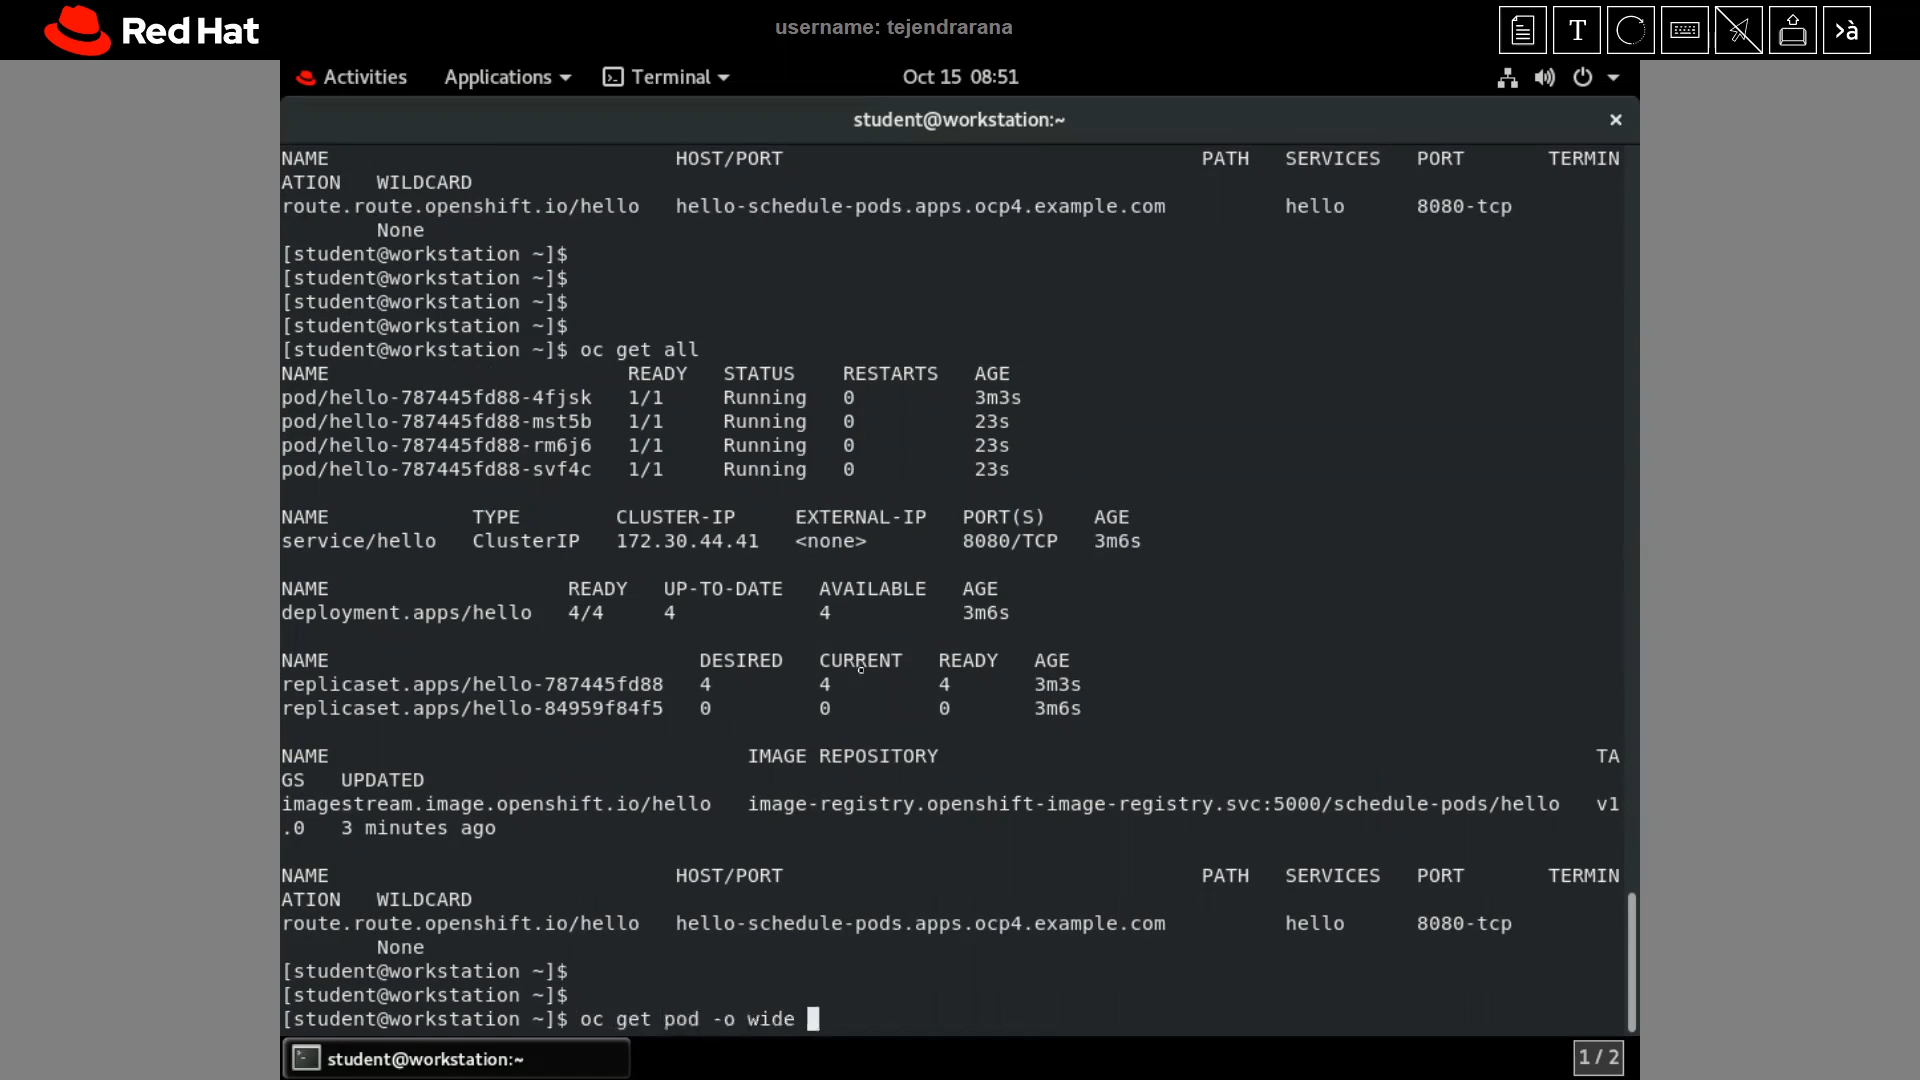 Red Hat
username: tejendrarana
T
>à
Activities Applications Terminal Oct 15 08:51
student@workstation:~ ×
NAME HOST/PORT PATH SERVICES PORT TERMIN
ATION WILDCARD
route.route.openshift.io/hello hello-schedule-pods.apps.ocp4.example.com hello 8080-tcp
None
[student@workstation ~]$
[student@workstation ~]$
[student@workstation ~]$
[student@workstation ~]$
[student@workstation ~]$ oc get all
NAME READY STATUS RESTARTS AGE
pod/hello-787445fd88-4fjsk 1/1 Running 0 3m3s
pod/hello-787445fd88-mst5b 1/1 Running 0 23s
pod/hello-787445fd88-rm6j6 1/1 Running 0 23s
pod/hello-787445fd88-svf4c 1/1 Running 0 23s
NAME TYPE CLUSTER-IP EXTERNAL-IP PORT(S) AGE
service/hello ClusterIP 172.30.44.41 <none> 8080/TCP 3m6s
NAME READY UP-TO-DATE AVAILABLE AGE
deployment.apps/hello 4/4 4 4 3m6s
NAME DESIRED CURRENT READY AGE
replicaset.apps/hello-787445fd88 4 4 4 3m3s
replicaset.apps/hello-84959f84f5 0 0 0 3m6s
NAME IMAGE REPOSITORY TA
GS UPDATED
imagestream.image.openshift.io/hello image-registry.openshift-image-registry.svc:5000/schedule-pods/hello v1
.0 3 minutes ago
NAME HOST/PORT PATH SERVICES PORT TERMIN
ATION WILDCARD
route.route.openshift.io/hello hello-schedule-pods.apps.ocp4.example.com hello 8080-tcp
None
[student@workstation ~]$
[student@workstation ~]$
[student@workstation ~]$ oc get pod -o wide
student@workstation:~ 1 / 2